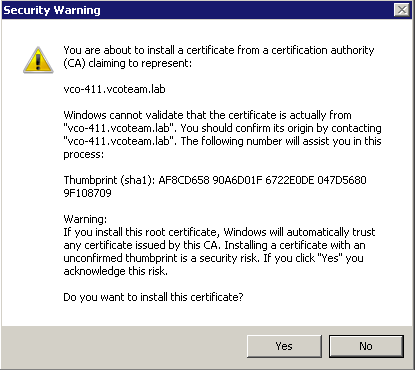 Security Warning
You are about to install a certificate from a certification authority
(CA) claiming to represent:
vco-411.vcoteam.lab
Windows cannot validate that the certificate is actually from
"vco-411.vcoteam.lab". You should confirm its origin by contacting
"vco-411.vcoteam.lab". The following number will assist you in this
process:
Thumbprint (sha1): AF8CD658 90A6D01F 6722E0DE 047D5680
9F108709
Warning:
If you install this root certificate, Windows will automatically trust
any certificate issued by this CA. Installing a certificate with an
unconfirmed thumbprint is a security risk. If you click "Yes" you
acknowledge this risk.
Do you want to install this certificate?
Yes
No